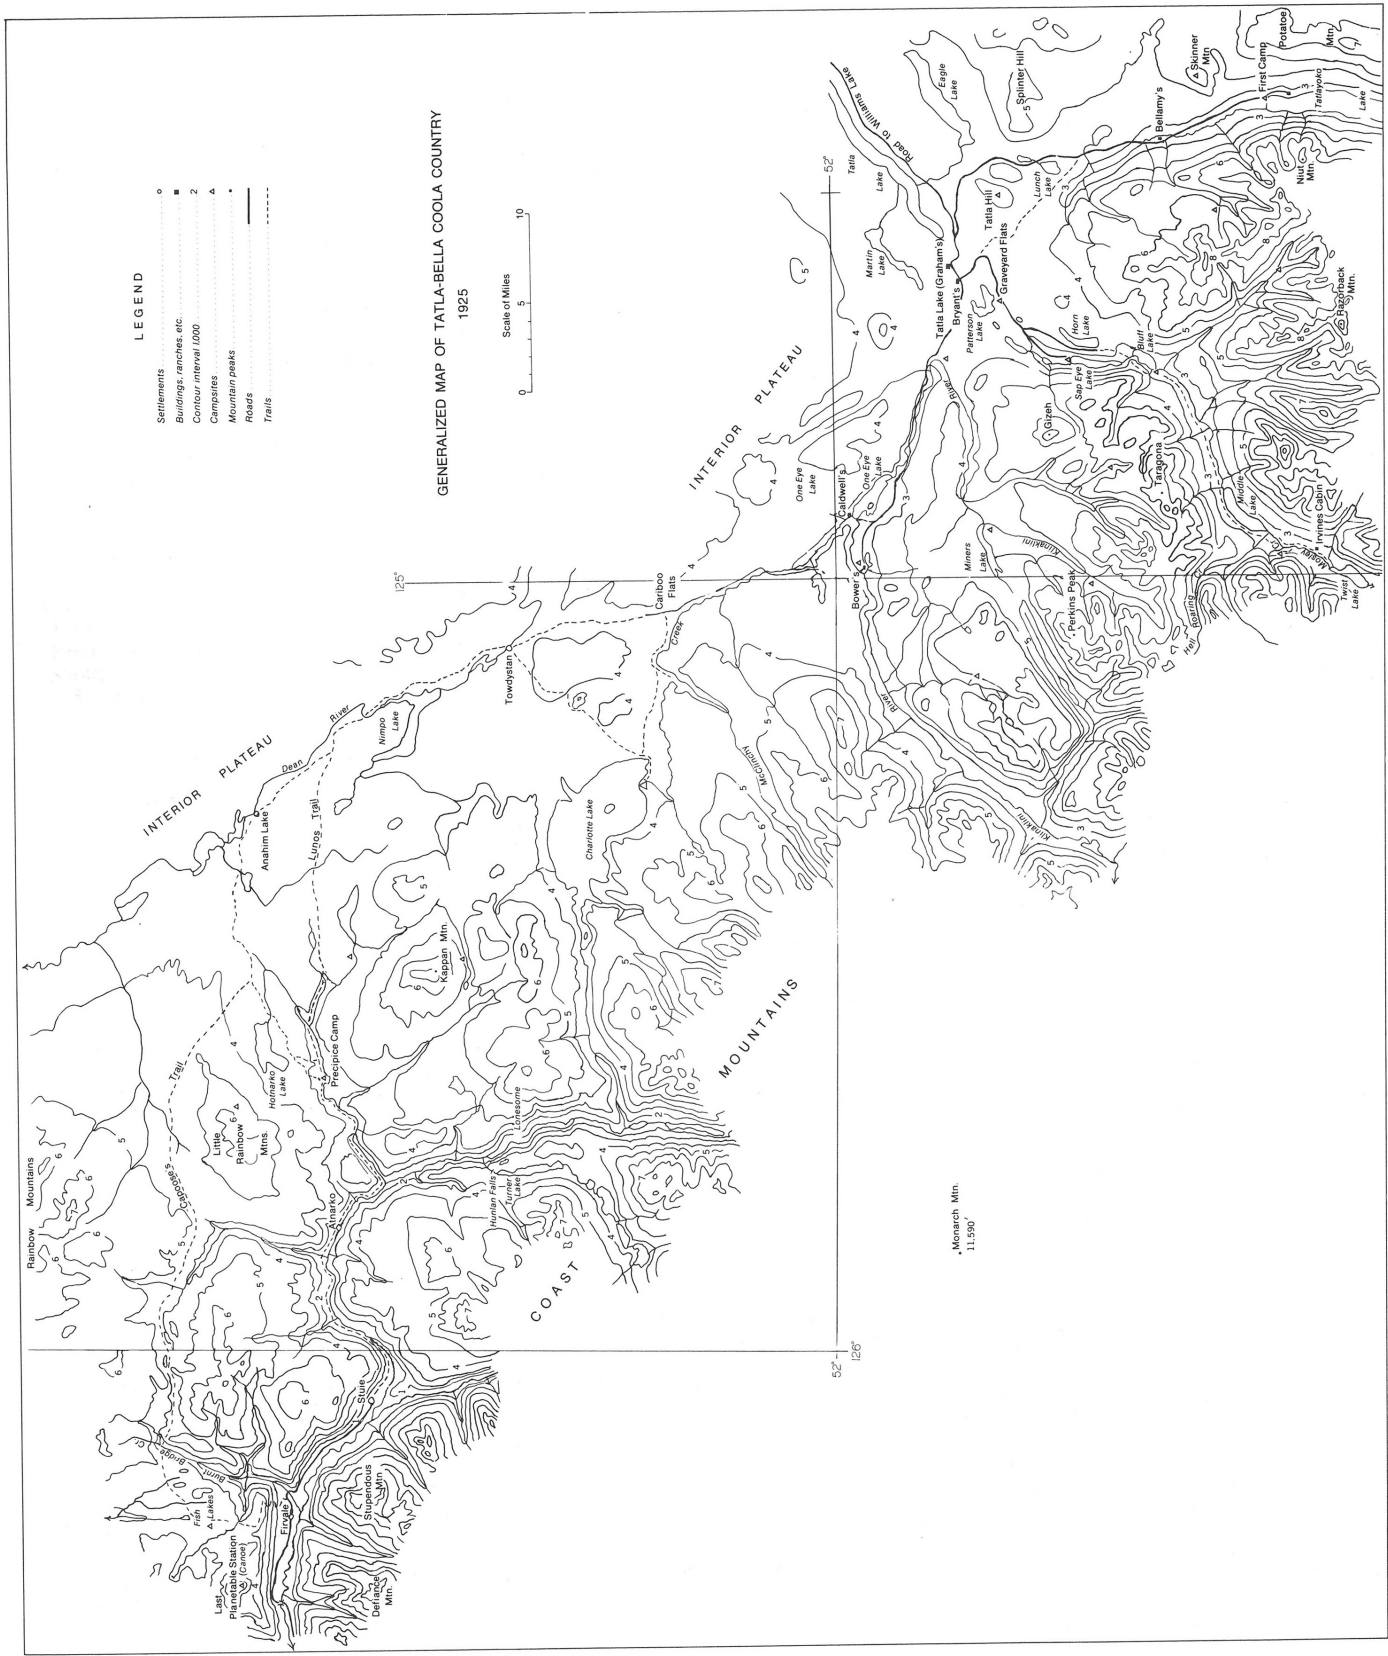 LEGEND
Settlements
Buildings, ranches, etc.
Contour interval 1,000 2
Campsites
Mountain peaks
Roads
Trails
GENERALIZED MAP OF TATLA-BELLA COOLA COUNTRY
1925
Scale of Miles
0 5 10
INTERIOR PLATEAU
INTERIOR PLATEAU
COAST MOUNTAINS
125°
126°
52°
52°
Rainbow Mountains
Little
Rainbow
Mtns.
Capoose's Trail
Burnt Bridge Cr.
Fish
Lakes
Last
Planetable Station
(Canoe)
Firvale
Stupendous
Mtn
Defiance
Mtn.
Stuie
Atnarko
Hotnarko
Lake
Precipice Camp
Lunos Trail
Anahim Lake
Dean River
Nimpo
Lake
Kappan Mtn.
Lonesome
Hunlan Falls
Turner
Lake
Charlotte Lake
Towdystan
Cariboo
Flats
McClinchy Creek
Monarch Mtn.
11,590'
One Eye
Lake
One Eye
Lake
Caldwell's
Bower's
River
Klinaklini
Miners
Lake
Klinaklini
Perkins Peak
Hell Roaring
Twist
Lake
Mosley
Irvines Cabin
Middle
Lake
Taragona
Gizeh
Sap Eye
Lake
Horn
Lake
Bluff
Lake
Razorback
Mtn.
River
Patterson
Lake
Graveyard Flats
Bryant's
Tatla Lake (Graham's)
Martin
Lake
Tatla
Lake
Road to Williams Lake
Eagle
Lake
Splinter Hill
Tatla Hill
Lunch
Lake
Bellamy's
Skinner
Mtn
First Camp
Potatoe
Mtn.
Tatlayoko
Lake
Niut
Mtn.